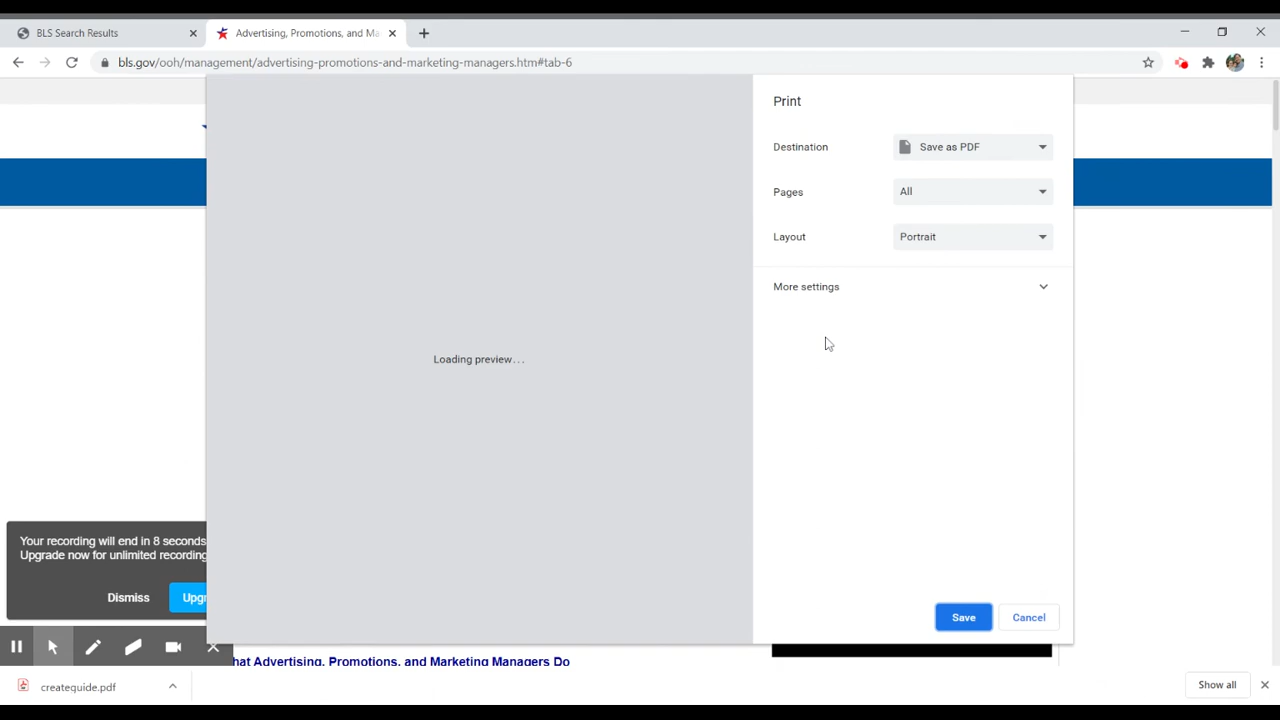 BLS Search Results
Advertising, Promotions, and Ma
bls.gov/ooh/management/advertising-promotions-and-marketing-managers.htm#tab-6
Print
Destination
Save as PDF
Pages
All
Layout
Portrait
More settings
Loading preview...
Your recording will end in 8 seconds
Upgrade now for unlimited recording
Dismiss
Upgr
Save
Cancel
hat Advertising, Promotions, and Marketing Managers Do
createguide.pdf
Show all